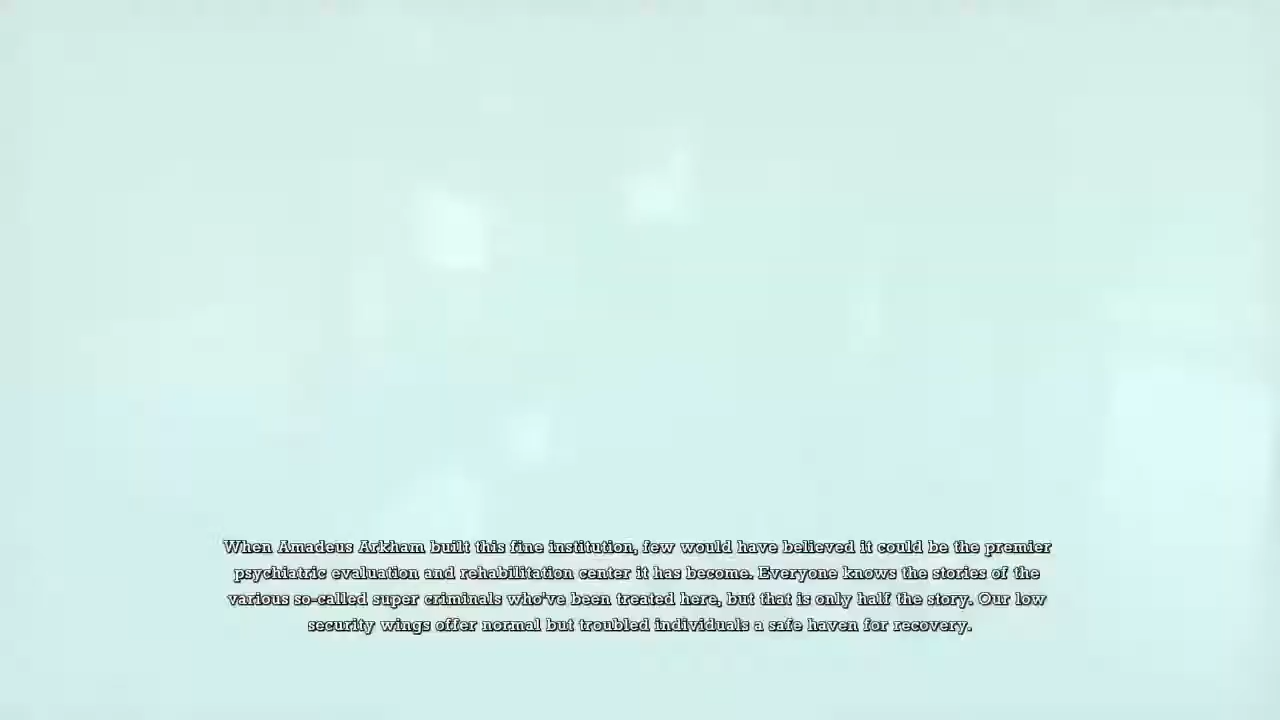 When Amadeus Arkham built this fine institution, few would have believed it could be the premier
psychiatric evaluation and rehabilitation center it has become. Everyone knows the stories of the
various so-called super criminals who've been treated here, but that is only half the story. Our low
security wings offer normal but troubled individuals a safe haven for recovery.